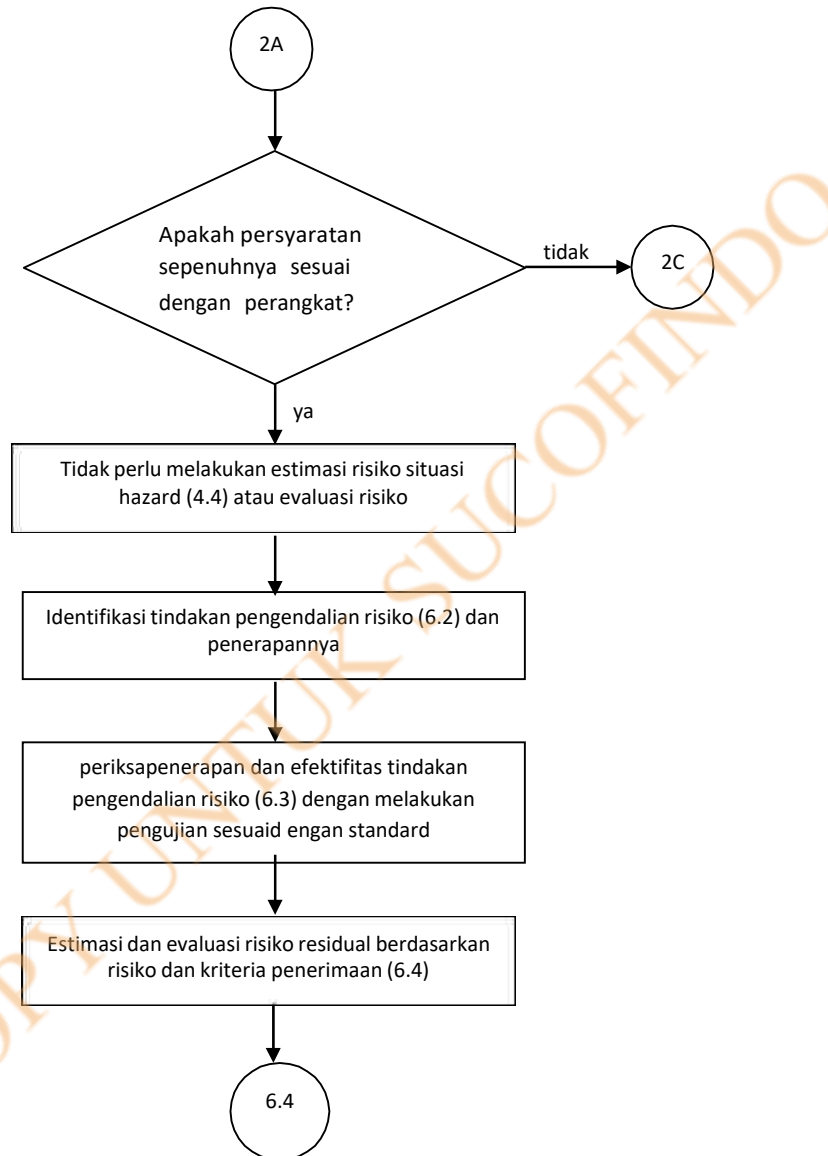 2A
Apakah persyaratan
sepenuhnya sesuai
dengan perangkat?
tidak
2C
ya
Tidak perlu melakukan estimasi risiko situasi
hazard (4.4) atau evaluasi risiko
Identifikasi tindakan pengendalian risiko (6.2) dan
penerapannya
periksapenerapan dan efektifitas tindakan
pengendalian risiko (6.3) dengan melakukan
pengujian sesuaid engan standard
Estimasi dan evaluasi risiko residual berdasarkan
risiko dan kriteria penerimaan (6.4)
6.4
OPY UNTUK SUCOFINDO